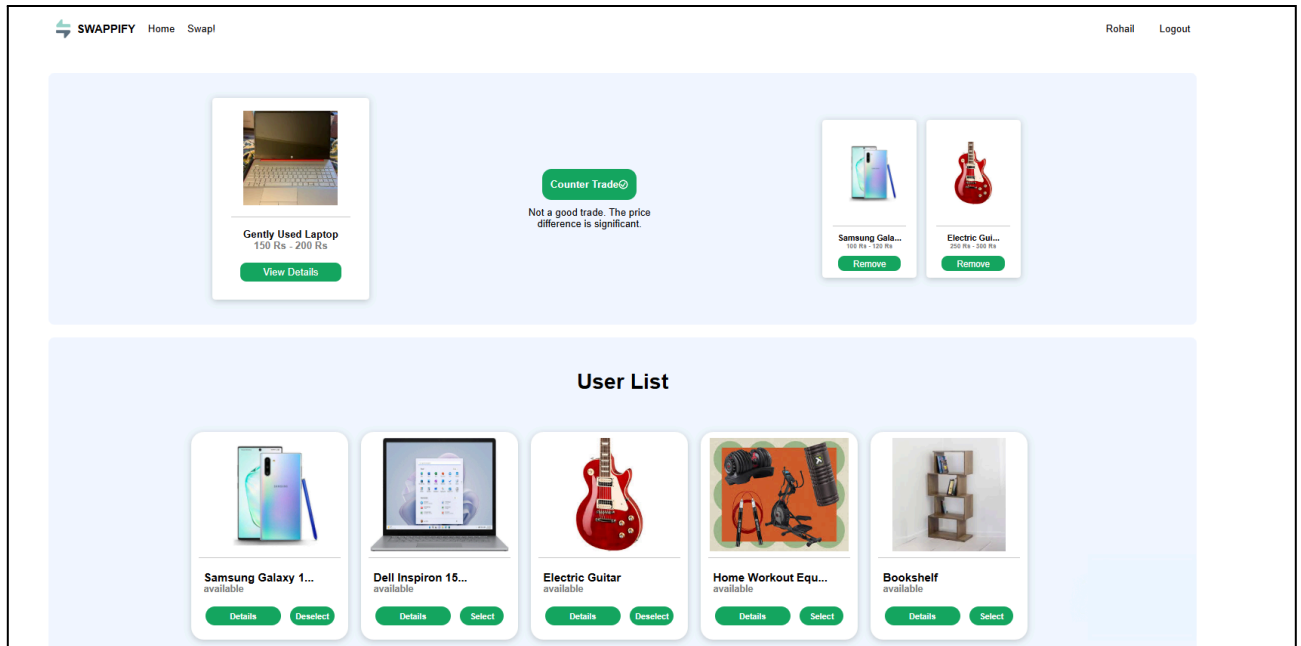 SWAPPIFY Home Swap! Rohail Logout
Counter Trade
Not a good trade. The price
difference is significant.
Gently Used Laptop
150 Rs - 200 Rs
View Details
Samsung Gala...
100 Rs - 120 Rs
Remove
Electric Gui...
250 Rs - 300 Rs
Remove
User List
Samsung Galaxy 1...
available
Details Deselect
Dell Inspiron 15...
available
Details Select
Electric Guitar
available
Details Deselect
Home Workout Equ...
available
Details Select
Bookshelf
available
Details Select